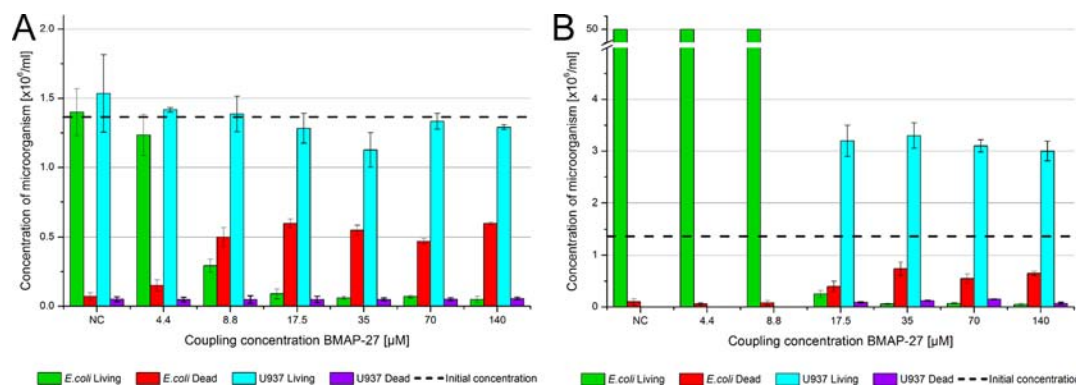 A
Concentration of microorganism [x10⁶/ml]
2.0
1.5
1.0
0.5
0.0
NC 4.4 8.8 17.5 35 70 140
Coupling concentration BMAP-27 [µM]
E.coli Living E.coli Dead U937 Living U937 Dead Initial concentration
B
Concentration of microorganism [x10⁶/ml]
50
4
3
2
1
0
NC 4.4 8.8 17.5 35 70 140
Coupling concentration BMAP-27 [µM]
E.coli Living E.coli Dead U937 Living U937 Dead Initial concentration